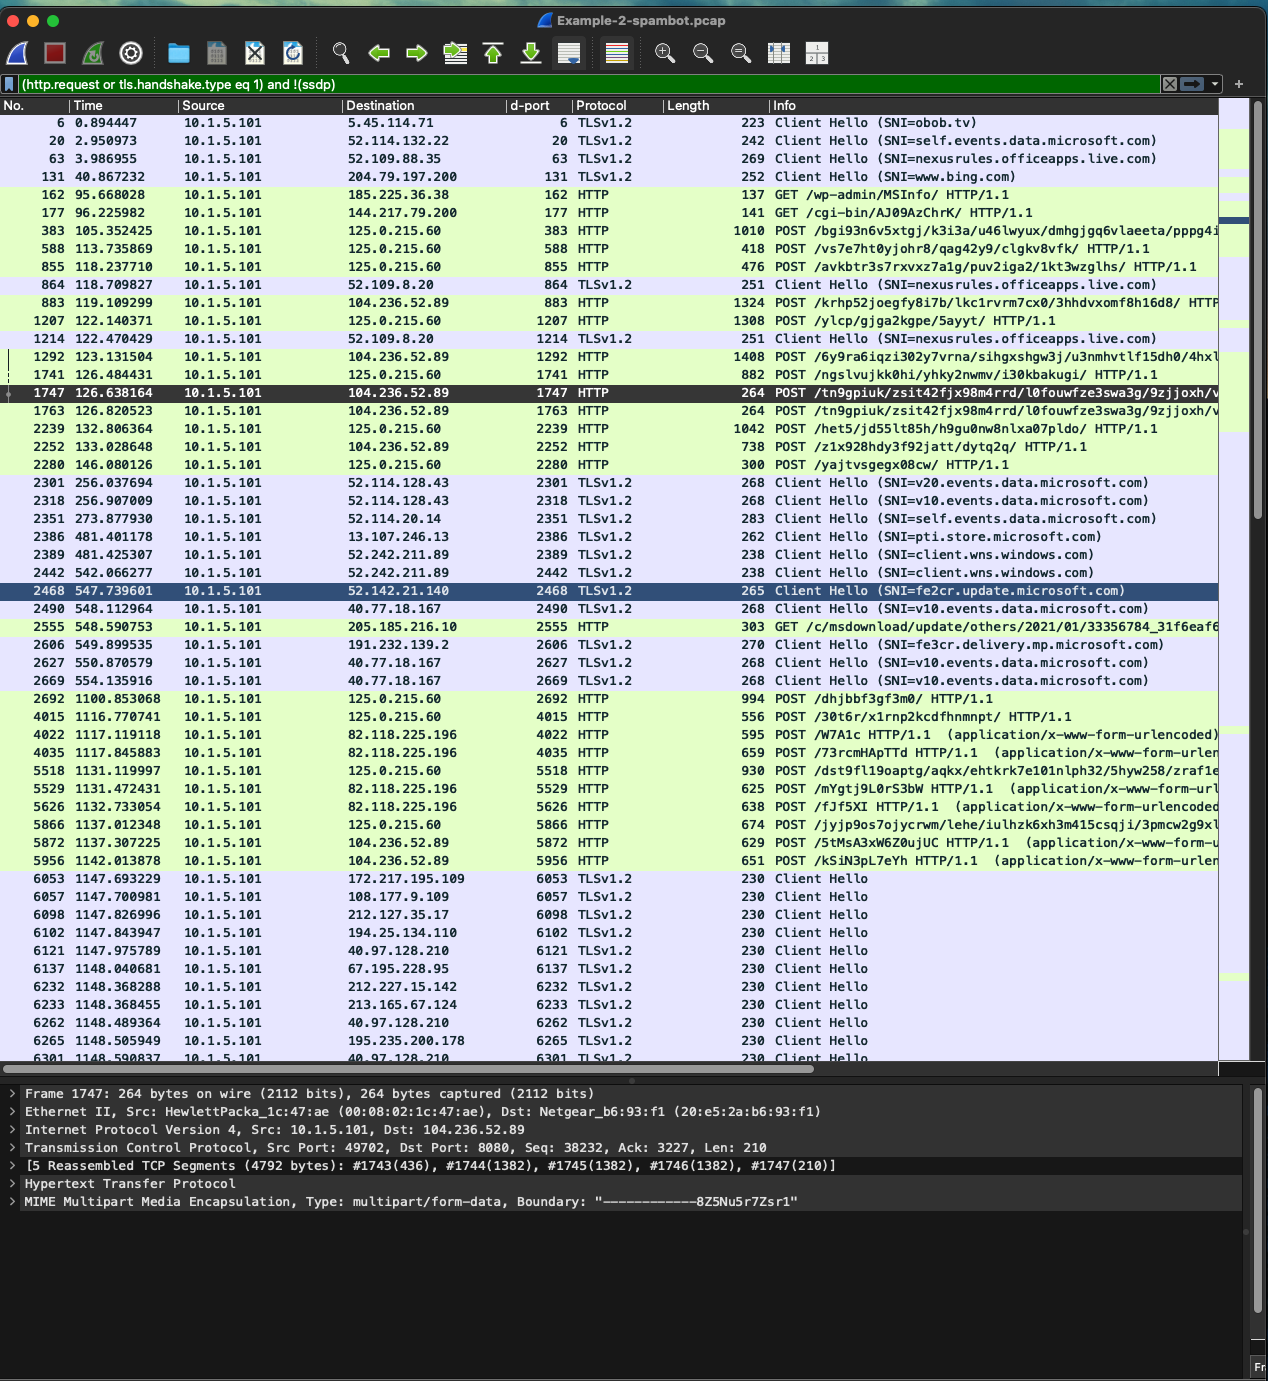 Example-2-spambot.pcap
(http.request or tls.handshake.type eq 1) and !(ssdp)
No. Time Source Destination d-port Protocol Length Info
6 0.894447 10.1.5.101 5.45.114.71 6 TLSv1.2 223 Client Hello (SNI=obob.tv)
20 2.950973 10.1.5.101 52.114.132.22 20 TLSv1.2 242 Client Hello (SNI=self.events.data.microsoft.com)
63 3.986955 10.1.5.101 52.109.88.35 63 TLSv1.2 269 Client Hello (SNI=nexusrules.officeapps.live.com)
131 40.867232 10.1.5.101 204.79.197.200 131 TLSv1.2 252 Client Hello (SNI=www.bing.com)
162 95.668028 10.1.5.101 185.225.36.38 162 HTTP 137 GET /wp-admin/MSInfo/ HTTP/1.1
177 96.225982 10.1.5.101 144.217.79.200 177 HTTP 141 GET /cgi-bin/AJ09AzChrK/ HTTP/1.1
383 105.352425 10.1.5.101 125.0.215.60 383 HTTP 1010 POST /bgi93n6v5xtgj/k3i3a/u46lwyux/dmhgjgq6vlaeeta/pppg4i
588 113.735869 10.1.5.101 125.0.215.60 588 HTTP 418 POST /vs7e7ht0yjohr8/qag42y9/clgkv8vfk/ HTTP/1.1
855 118.237710 10.1.5.101 125.0.215.60 855 HTTP 476 POST /avkbtr3s7rxvxz7a1g/puv2iga2/1kt3wzglhs/ HTTP/1.1
864 118.709827 10.1.5.101 52.109.8.20 864 TLSv1.2 251 Client Hello (SNI=nexusrules.officeapps.live.com)
883 119.109299 10.1.5.101 104.236.52.89 883 HTTP 1324 POST /krhp52joegfy8i7b/lkc1rvrm7cx0/3hhdvxomf8h16d8/ HTTP
1207 122.140371 10.1.5.101 125.0.215.60 1207 HTTP 1308 POST /ylcp/gjga2kgpe/5ayyt/ HTTP/1.1
1214 122.470429 10.1.5.101 52.109.8.20 1214 TLSv1.2 251 Client Hello (SNI=nexusrules.officeapps.live.com)
1292 123.131504 10.1.5.101 104.236.52.89 1292 HTTP 1408 POST /6y9ra6iqzi302y7vrna/sihgxshgw3j/u3nmhvtlf15dh0/4hxl
1741 126.484431 10.1.5.101 125.0.215.60 1741 HTTP 882 POST /ngslvujkk0hi/yhky2nwmv/i30kbakugi/ HTTP/1.1
1747 126.638164 10.1.5.101 104.236.52.89 1747 HTTP 264 POST /tn9gpiuk/zsit42fjx98m4rrd/l0fouwfze3swa3g/9zjjoxh/v
1763 126.820523 10.1.5.101 104.236.52.89 1763 HTTP 264 POST /tn9gpiuk/zsit42fjx98m4rrd/l0fouwfze3swa3g/9zjjoxh/v
2239 132.806364 10.1.5.101 125.0.215.60 2239 HTTP 1042 POST /het5/jd55lt85h/h9gu0nw8nlxa07pldo/ HTTP/1.1
2252 133.028648 10.1.5.101 104.236.52.89 2252 HTTP 738 POST /z1x928hdy3f92jatt/dytq2q/ HTTP/1.1
2280 146.080126 10.1.5.101 125.0.215.60 2280 HTTP 300 POST /yajtvsgegx08cw/ HTTP/1.1
2301 256.037694 10.1.5.101 52.114.128.43 2301 TLSv1.2 268 Client Hello (SNI=v20.events.data.microsoft.com)
2318 256.907009 10.1.5.101 52.114.128.43 2318 TLSv1.2 268 Client Hello (SNI=v10.events.data.microsoft.com)
2351 273.877930 10.1.5.101 52.114.20.14 2351 TLSv1.2 283 Client Hello (SNI=self.events.data.microsoft.com)
2386 481.401178 10.1.5.101 13.107.246.13 2386 TLSv1.2 262 Client Hello (SNI=pti.store.microsoft.com)
2389 481.425307 10.1.5.101 52.242.211.89 2389 TLSv1.2 238 Client Hello (SNI=client.wns.windows.com)
2442 542.066277 10.1.5.101 52.242.211.89 2442 TLSv1.2 238 Client Hello (SNI=client.wns.windows.com)
2468 547.739601 10.1.5.101 52.142.21.140 2468 TLSv1.2 265 Client Hello (SNI=fe2cr.update.microsoft.com)
2490 548.112964 10.1.5.101 40.77.18.167 2490 TLSv1.2 268 Client Hello (SNI=v10.events.data.microsoft.com)
2555 548.590753 10.1.5.101 205.185.216.10 2555 HTTP 303 GET /c/msdownload/update/others/2021/01/33356784_31f6eaf6
2606 549.899535 10.1.5.101 191.232.139.2 2606 TLSv1.2 270 Client Hello (SNI=fe3cr.delivery.mp.microsoft.com)
2627 550.870579 10.1.5.101 40.77.18.167 2627 TLSv1.2 268 Client Hello (SNI=v10.events.data.microsoft.com)
2669 554.135916 10.1.5.101 40.77.18.167 2669 TLSv1.2 268 Client Hello (SNI=v10.events.data.microsoft.com)
2692 1100.853068 10.1.5.101 125.0.215.60 2692 HTTP 994 POST /dhjbbf3gf3m0/ HTTP/1.1
4015 1116.770741 10.1.5.101 125.0.215.60 4015 HTTP 556 POST /30t6r/x1rnp2kcdfhnmnpt/ HTTP/1.1
4022 1117.119118 10.1.5.101 82.118.225.196 4022 HTTP 595 POST /W7A1c HTTP/1.1 (application/x-www-form-urlencoded)
4035 1117.845883 10.1.5.101 82.118.225.196 4035 HTTP 659 POST /73rcmHApTTd HTTP/1.1 (application/x-www-form-urlen
5518 1131.119997 10.1.5.101 125.0.215.60 5518 HTTP 930 POST /dst9fl19oaptg/aqkx/ehtkrk7e101nlph32/5hyw258/zraf1e
5529 1131.472431 10.1.5.101 82.118.225.196 5529 HTTP 625 POST /mYgtj9L0rS3bW HTTP/1.1 (application/x-www-form-url
5626 1132.733054 10.1.5.101 82.118.225.196 5626 HTTP 638 POST /fJf5XI HTTP/1.1 (application/x-www-form-urlencoded
5866 1137.012348 10.1.5.101 125.0.215.60 5866 HTTP 674 POST /jyjp9os7ojycrwm/lehe/iulhzk6xh3m415csqji/3pmcw2g9xl
5872 1137.307225 10.1.5.101 104.236.52.89 5872 HTTP 629 POST /5tMsA3xW6Z0ujUC HTTP/1.1 (application/x-www-form-u
5956 1142.013878 10.1.5.101 104.236.52.89 5956 HTTP 651 POST /kSiN3pL7eYh HTTP/1.1 (application/x-www-form-urlen
6053 1147.693229 10.1.5.101 172.217.195.109 6053 TLSv1.2 230 Client Hello
6057 1147.700981 10.1.5.101 108.177.9.109 6057 TLSv1.2 230 Client Hello
6098 1147.826996 10.1.5.101 212.127.35.17 6098 TLSv1.2 230 Client Hello
6102 1147.843947 10.1.5.101 194.25.134.110 6102 TLSv1.2 230 Client Hello
6121 1147.975789 10.1.5.101 40.97.128.210 6121 TLSv1.2 230 Client Hello
6137 1148.040681 10.1.5.101 67.195.228.95 6137 TLSv1.2 230 Client Hello
6232 1148.368288 10.1.5.101 212.227.15.142 6232 TLSv1.2 230 Client Hello
6233 1148.368455 10.1.5.101 213.165.67.124 6233 TLSv1.2 230 Client Hello
6262 1148.489364 10.1.5.101 40.97.128.210 6262 TLSv1.2 230 Client Hello
6265 1148.505949 10.1.5.101 195.235.200.178 6265 TLSv1.2 230 Client Hello
6301 1148.590837 10.1.5.101 40.97.128.210 6301 TLSv1.2 230 Client Hello
Frame 1747: 264 bytes on wire (2112 bits), 264 bytes captured (2112 bits)
Ethernet II, Src: HewlettPacka_1c:47:ae (00:08:02:1c:47:ae), Dst: Netgear_b6:93:f1 (20:e5:2a:b6:93:f1)
Internet Protocol Version 4, Src: 10.1.5.101, Dst: 104.236.52.89
Transmission Control Protocol, Src Port: 49702, Dst Port: 8080, Seq: 38232, Ack: 3227, Len: 210
[5 Reassembled TCP Segments (4792 bytes): #1743(436), #1744(1382), #1745(1382), #1746(1382), #1747(210)]
Hypertext Transfer Protocol
MIME Multipart Media Encapsulation, Type: multipart/form-data, Boundary: "------------8Z5Nu5r7Zsr1"
Fr